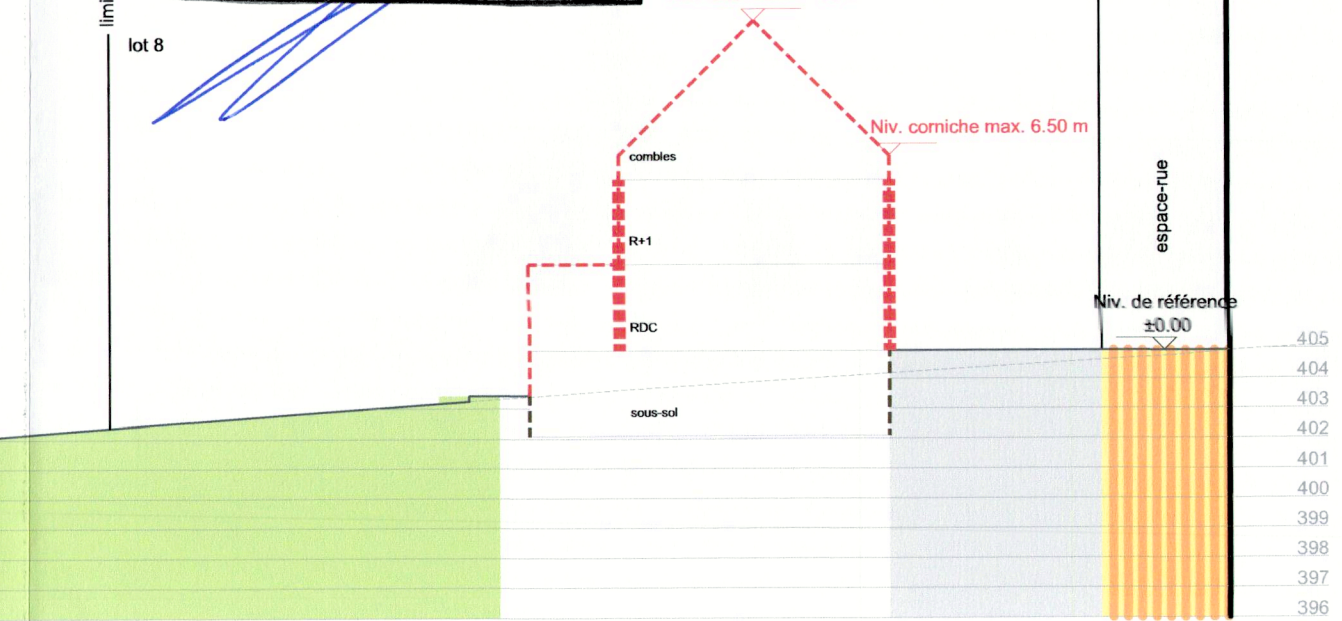 limi
lot 8
Niv. corniche max. 6.50 m
combles
espace-rue
R+1
Niv. de référence
±0.00
RDC
405
404
403
sous-sol
402
401
400
399
398
397
396